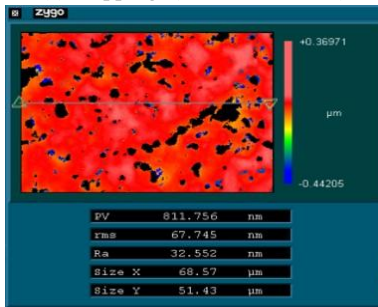 zygo
+0.36971
µm
-0.44205
PV 811.756 nm
rms 67.745 nm
Ra 32.552 nm
Size X 68.57 µm
Size Y 51.43 µm